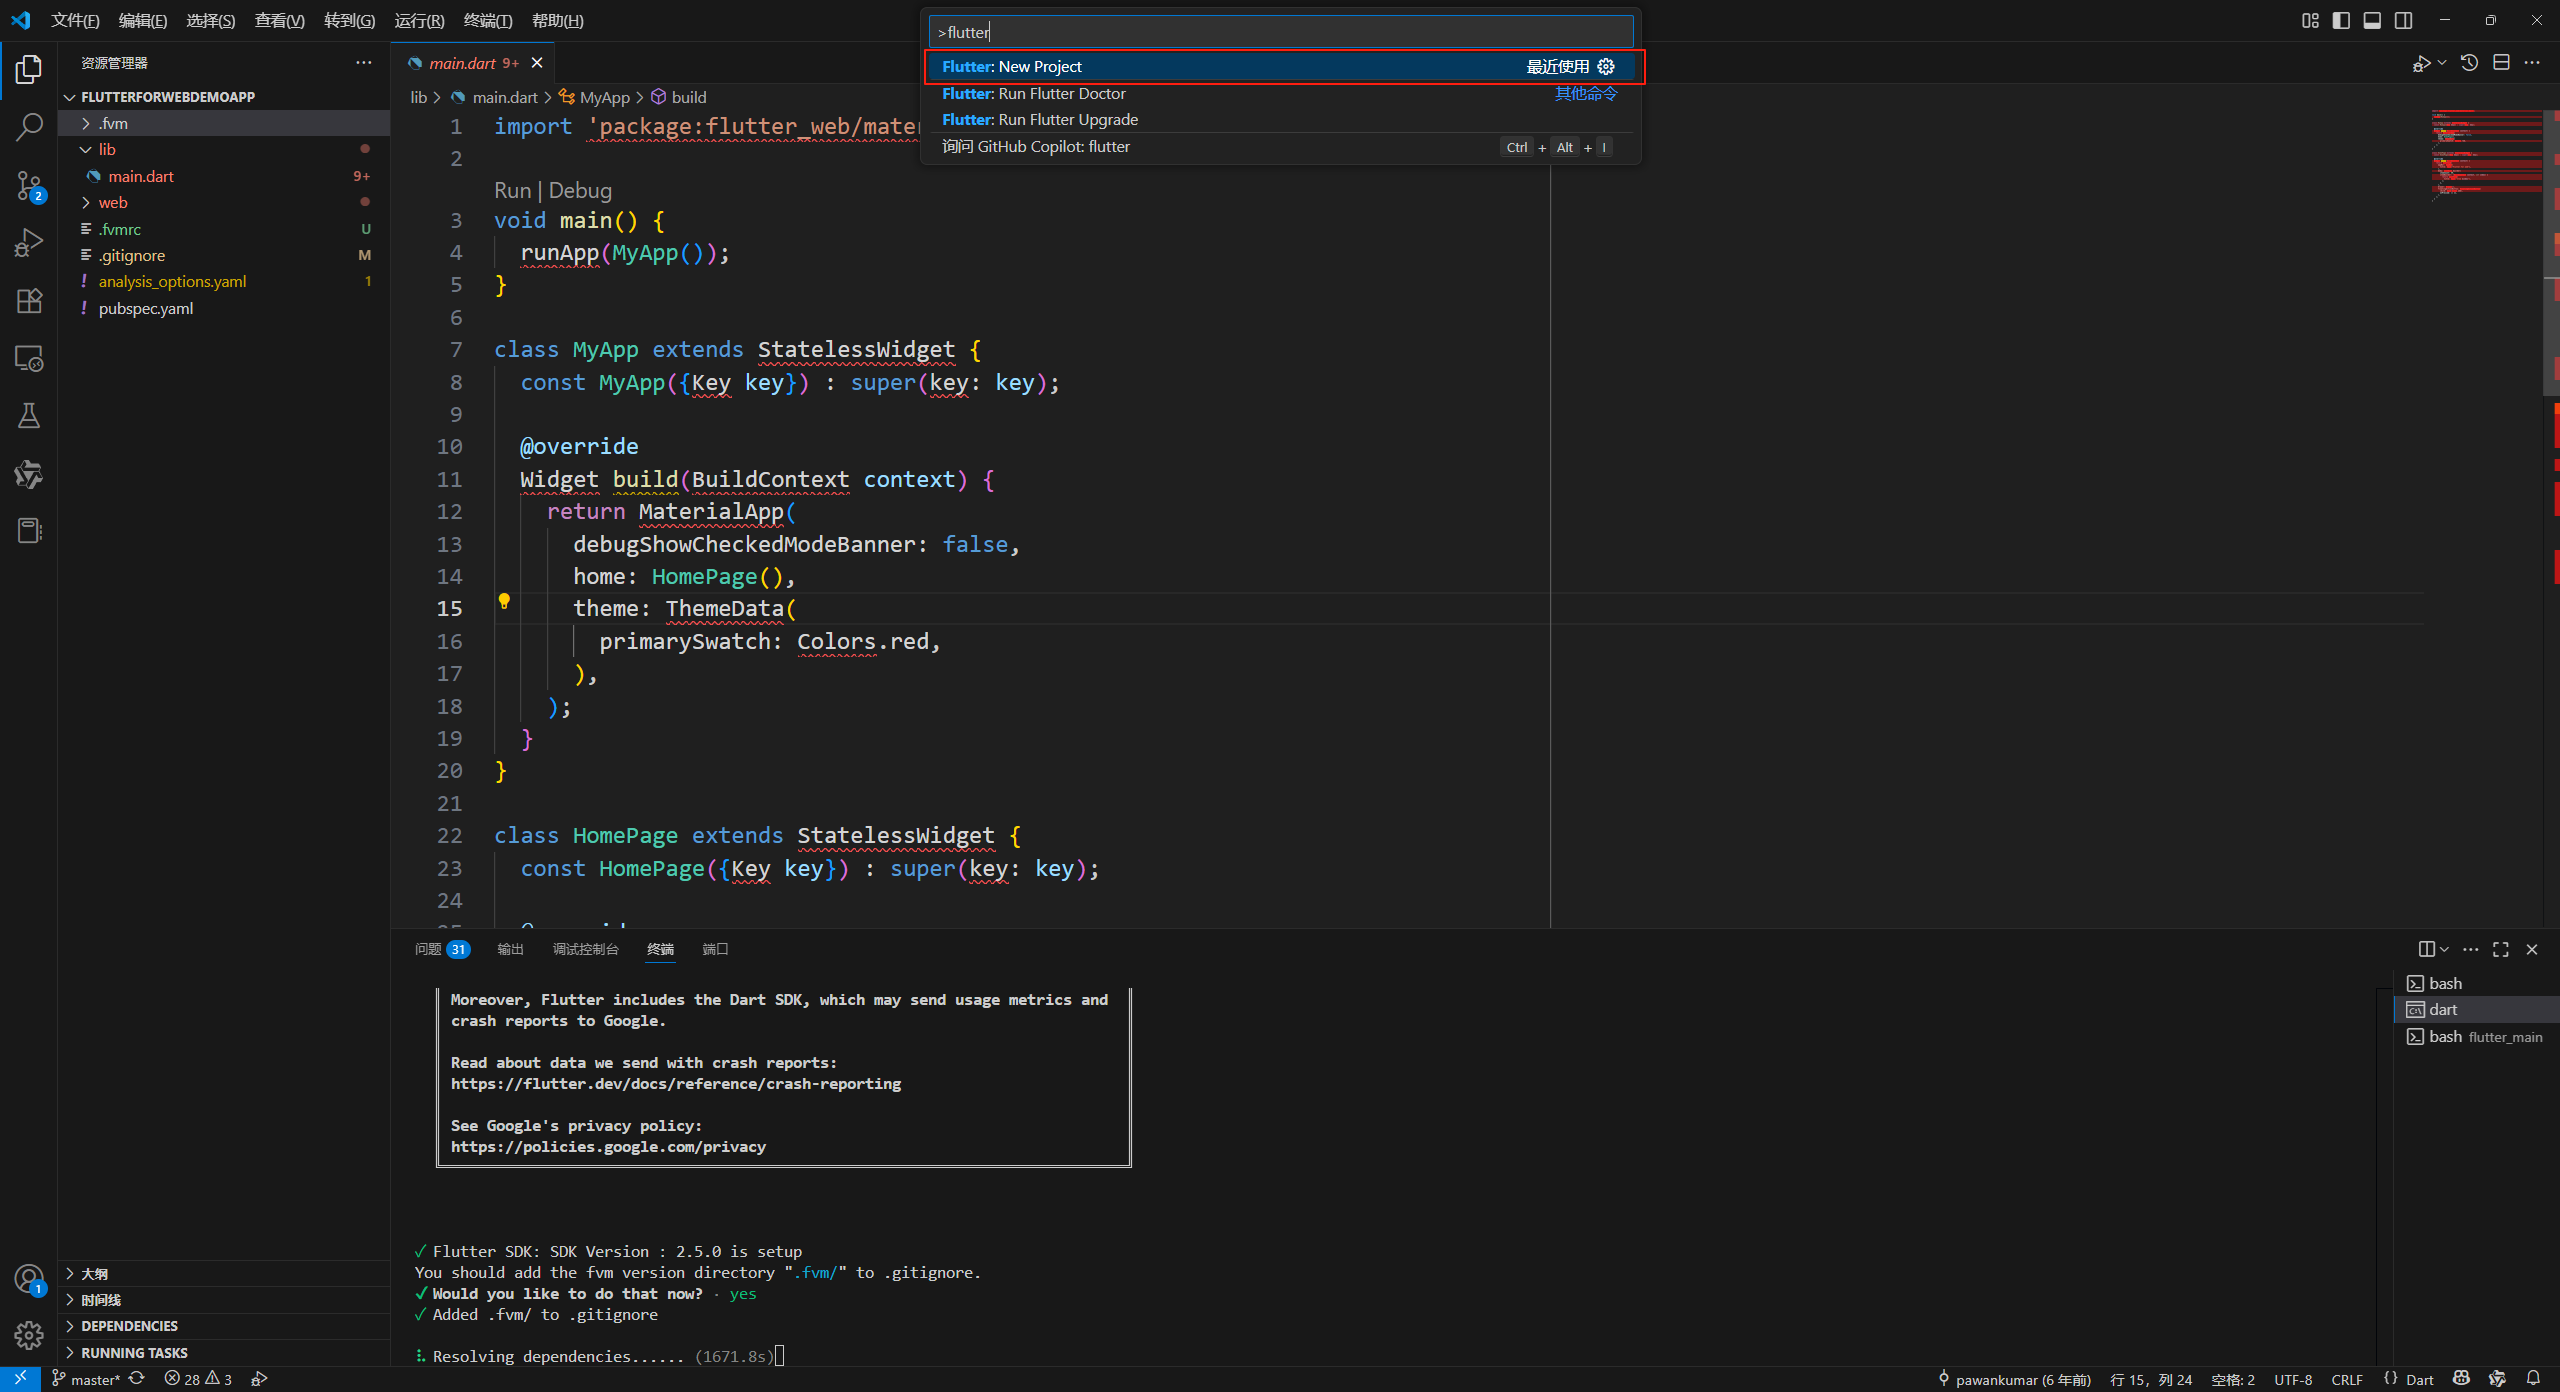 文件(F) 编辑(E) 选择(S) 查看(V) 转到(G) 运行(R) 终端(T) 帮助(H)
>flutter
Flutter: New Project 最近使用
Flutter: Run Flutter Doctor 其他命令
Flutter: Run Flutter Upgrade
询问 GitHub Copilot: flutter Ctrl + Alt + I
资源管理器
FLUTTERFORWEBDEMOAPP
.fvm
lib
main.dart 9+
web
.fvmrc U
.gitignore M
analysis_options.yaml 1
pubspec.yaml
2
大纲
时间线
DEPENDENCIES
RUNNING TASKS
1
main.dart 9+
lib > main.dart > MyApp > build
1 import 'package:flutter_web/mate
2
Run | Debug
3 void main() {
4 runApp(MyApp());
5 }
6
7 class MyApp extends StatelessWidget {
8 const MyApp({Key key}) : super(key: key);
9
10 @override
11 Widget build(BuildContext context) {
12 return MaterialApp(
13 debugShowCheckedModeBanner: false,
14 home: HomePage(),
15 theme: ThemeData(
16 primarySwatch: Colors.red,
17 ),
18 );
19 }
20 }
21
22 class HomePage extends StatelessWidget {
23 const HomePage({Key key}) : super(key: key);
24
问题 31 输出 调试控制台 终端 端口
Moreover, Flutter includes the Dart SDK, which may send usage metrics and
crash reports to Google.
Read about data we send with crash reports:
https://flutter.dev/docs/reference/crash-reporting
See Google's privacy policy:
https://policies.google.com/privacy
✓ Flutter SDK: SDK Version : 2.5.0 is setup
You should add the fvm version directory ".fvm/" to .gitignore.
✓ Would you like to do that now? · yes
✓ Added .fvm/ to .gitignore
Resolving dependencies...... (1671.8s)
bash
dart
bash flutter_main
master* 28 3
pawankumar (6 年前) 行 15，列 24 空格: 2 UTF-8 CRLF {} Dart